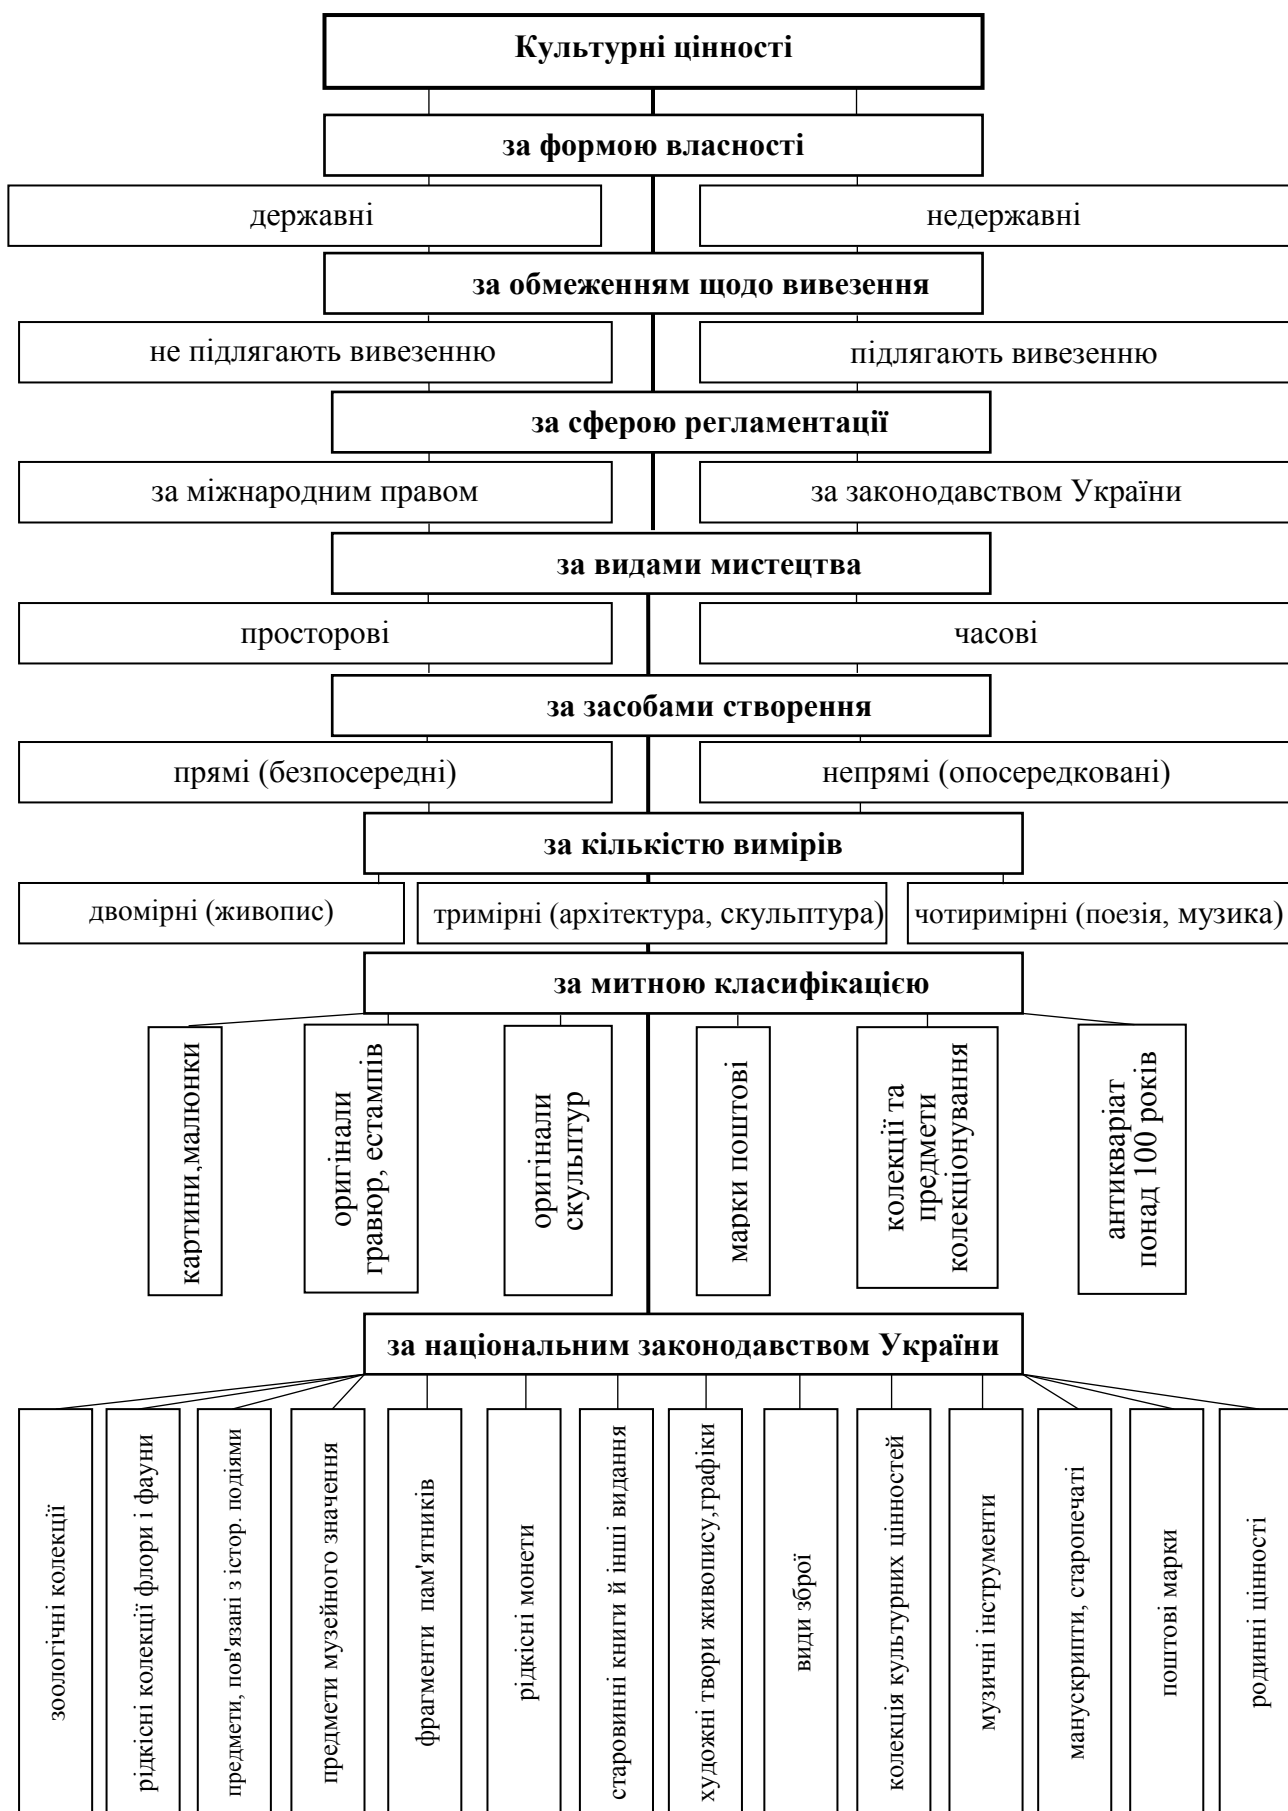 Культурні цінності
за формою власності
державні
недержавні
за обмеженням щодо вивезення
не підлягають вивезенню
підлягають вивезенню
за сферою регламентації
за міжнародним правом
за законодавством України
за видами мистецтва
просторові
часові
за засобами створення
прямі (безпосередні)
непрямі (опосередковані)
за кількістю вимірів
двомірні (живопис)
тримірні (архітектура, скульптура)
чотиримірні (поезія, музика)
за митною класифікацією
картини,малюнки
оригінали
гравюр, естампів
оригінали
скульптур
марки поштові
колекції та
предмети
колекціонування
антикваріат
понад 100 років
за національним законодавством України
зоологічні колекції
рідкісні колекції флори і фауни
предмети, пов'язані з істор. подіями
предмети музейного значення
фрагменти пам'ятників
рідкісні монети
старовинні книги й інші видання
художні твори живопису,графіки
види зброї
колекція культурних цінностей
музичні інструменти
манускрипти, старопечаті
поштові марки
родинні цінності